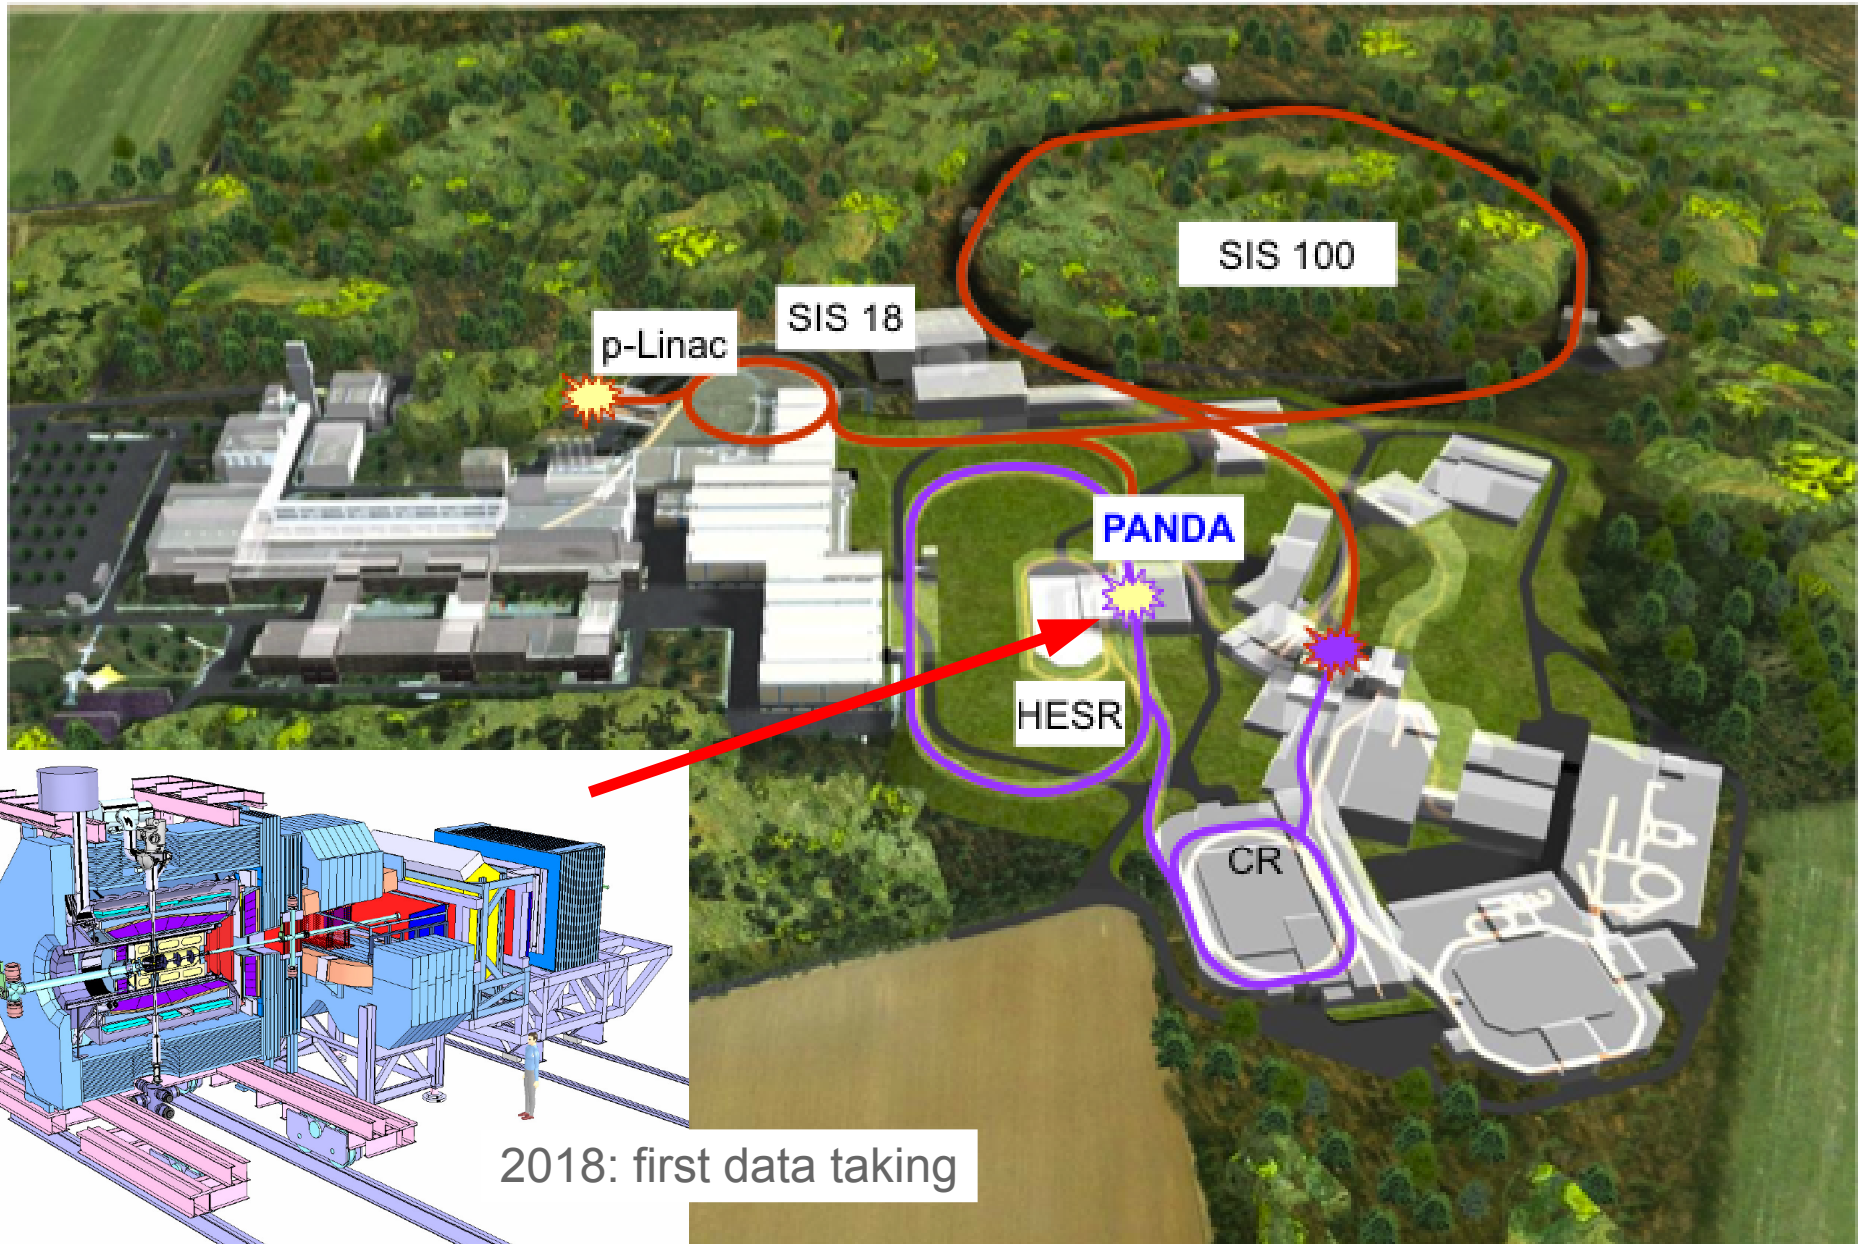 SIS 100
SIS 18
p-Linac
PANDA
HESR
CR
2018: first data taking